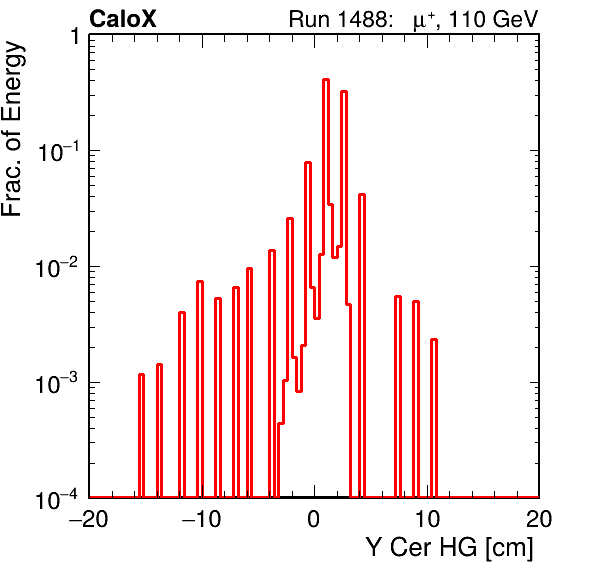 CaloX Run 1488: μ⁺, 110 GeV
Frac. of Energy
1
10⁻¹
10⁻²
10⁻³
10⁻⁴
−20 −10 0 10 20
Y Cer HG [cm]